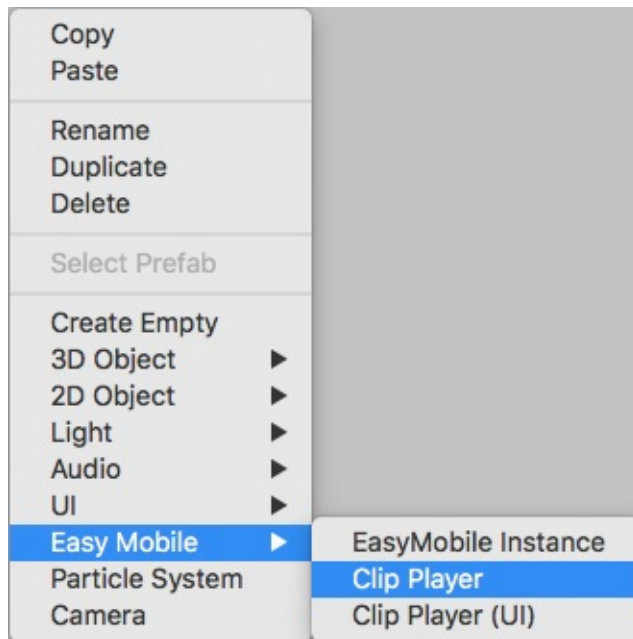 Copy
Paste
Rename
Duplicate
Delete
Select Prefab
Create Empty
3D Object
2D Object
Light
Audio
UI
Easy Mobile
Particle System
Camera
EasyMobile Instance
Clip Player
Clip Player (UI)